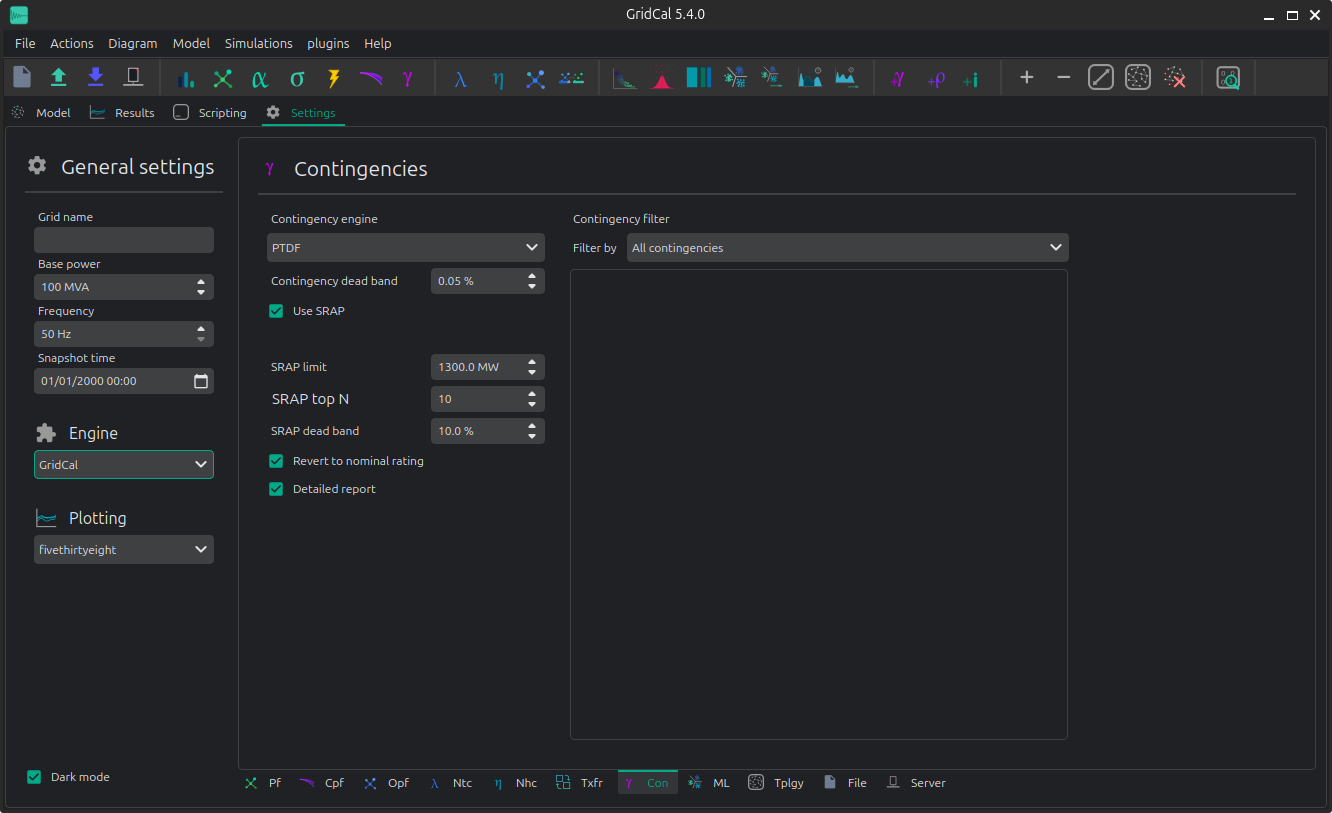 GridCal 5.4.0
File Actions Diagram Model Simulations plugins Help
α σ γ λ η +γ +ρ +i
Model Results Scripting Settings
General settings
Grid name
Base power
100 MVA
Frequency
50 Hz
Snapshot time
01/01/2000 00:00
Engine
GridCal
Plotting
fivethirtyeight
Dark mode
γ Contingencies
Contingency engine
PTDF
Contingency dead band 0.05 %
Use SRAP
SRAP limit 1300.0 MW
SRAP top N 10
SRAP dead band 10.0 %
Revert to nominal rating
Detailed report
Contingency filter
Filter by All contingencies
Pf Cpf Opf λ Ntc η Nhc Txfr γ Con ML Tplgy File Server